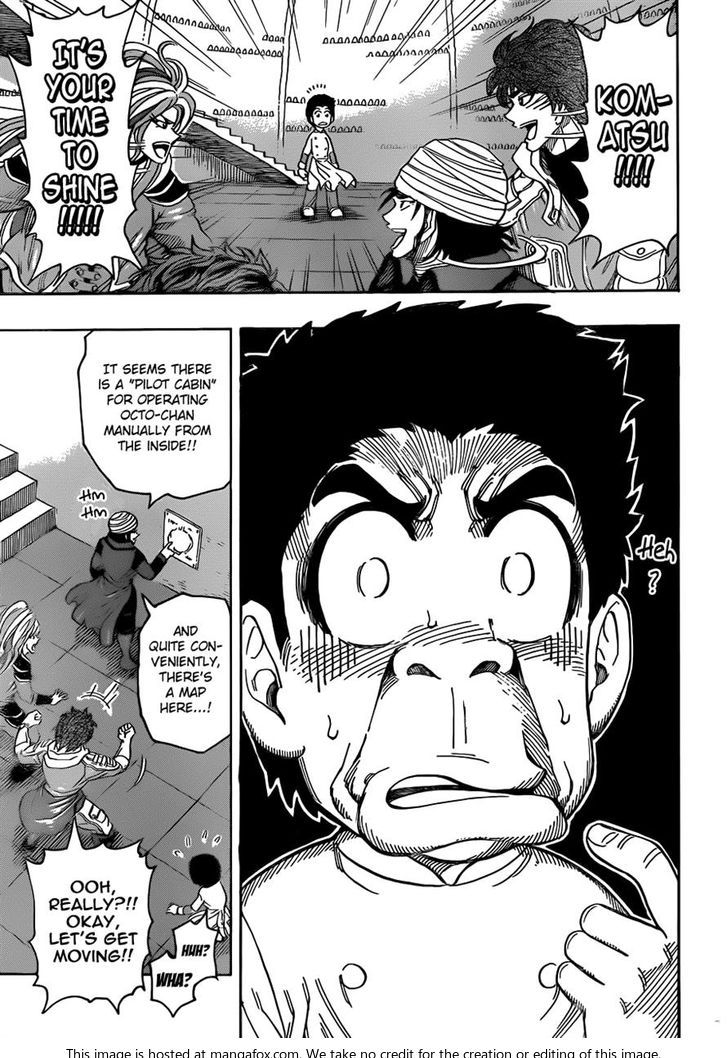 KOM-
ATSU
!!!!
IT'S
YOUR
TIME
TO
SHINE
!!!!!
Heh
?
IT SEEMS THERE
IS A "PILOT CABIN"
FOR OPERATING
OCTO-CHAN
MANUALLY FROM
THE INSIDE!!
Hm
Hm
AND
QUITE CON-
VENIENTLY,
THERE'S
A MAP
HERE...!
OOH,
REALLY?!!
OKAY,
LET'S GET
MOVING!!
HUH?
WHA?
This image is hosted at mangafox.com. We take no credit for the creation or editing of this image.